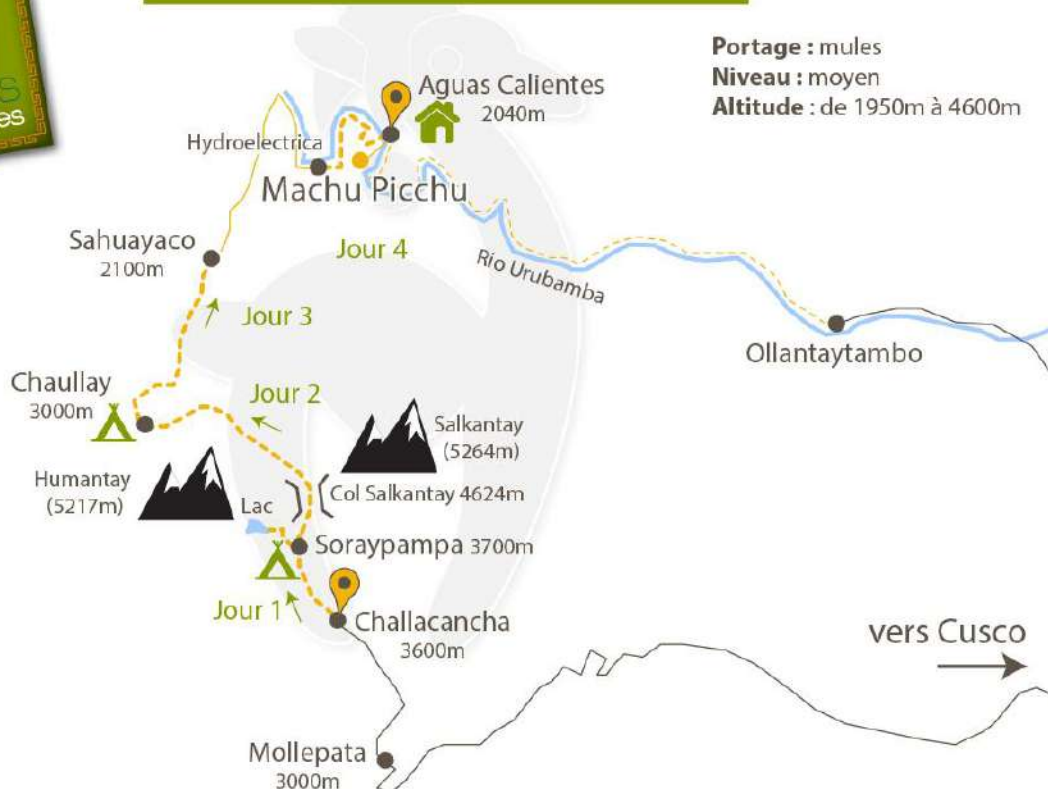 es
Portage : mules
Niveau : moyen
Altitude : de 1950m à 4600m
Aguas Calientes
2040m
Hydroelectrica
Machu Picchu
Sahuayaco
2100m
Jour 4
Rio Urubamba
Jour 3
Ollantaytambo
Chaullay
3000m
Jour 2
Salkantay
(5264m)
Humantay
(5217m)
Lac
Col Salkantay 4624m
Soraypampa 3700m
Jour 1
Challacancha
3600m
vers Cusco
Mollepata
3000m